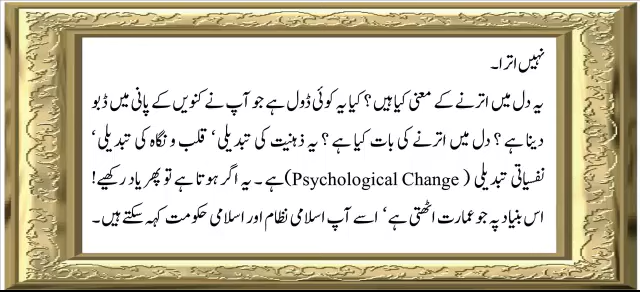 نہیں اترا۔
یہ دل میں اترنے کے معنی کیا ہیں؟ کیا یہ کوئی ڈول ہے جو آپ نے کنویں کے پانی میں ڈبو
دینا ہے؟ دل میں اترنے کی بات کیا ہے؟ یہ ذہنیت کی تبدیلی‘ قلب و نگاہ کی تبدیلی‘
نفسیاتی تبدیلی (Psychological Change) ہے۔ یہ اگر ہوتا ہے تو پھر یاد رکھیے!
اس بنیاد پہ جو عمارت اٹھتی ہے‘ اسے آپ اسلامی نظام اور اسلامی حکومت کہہ سکتے ہیں۔